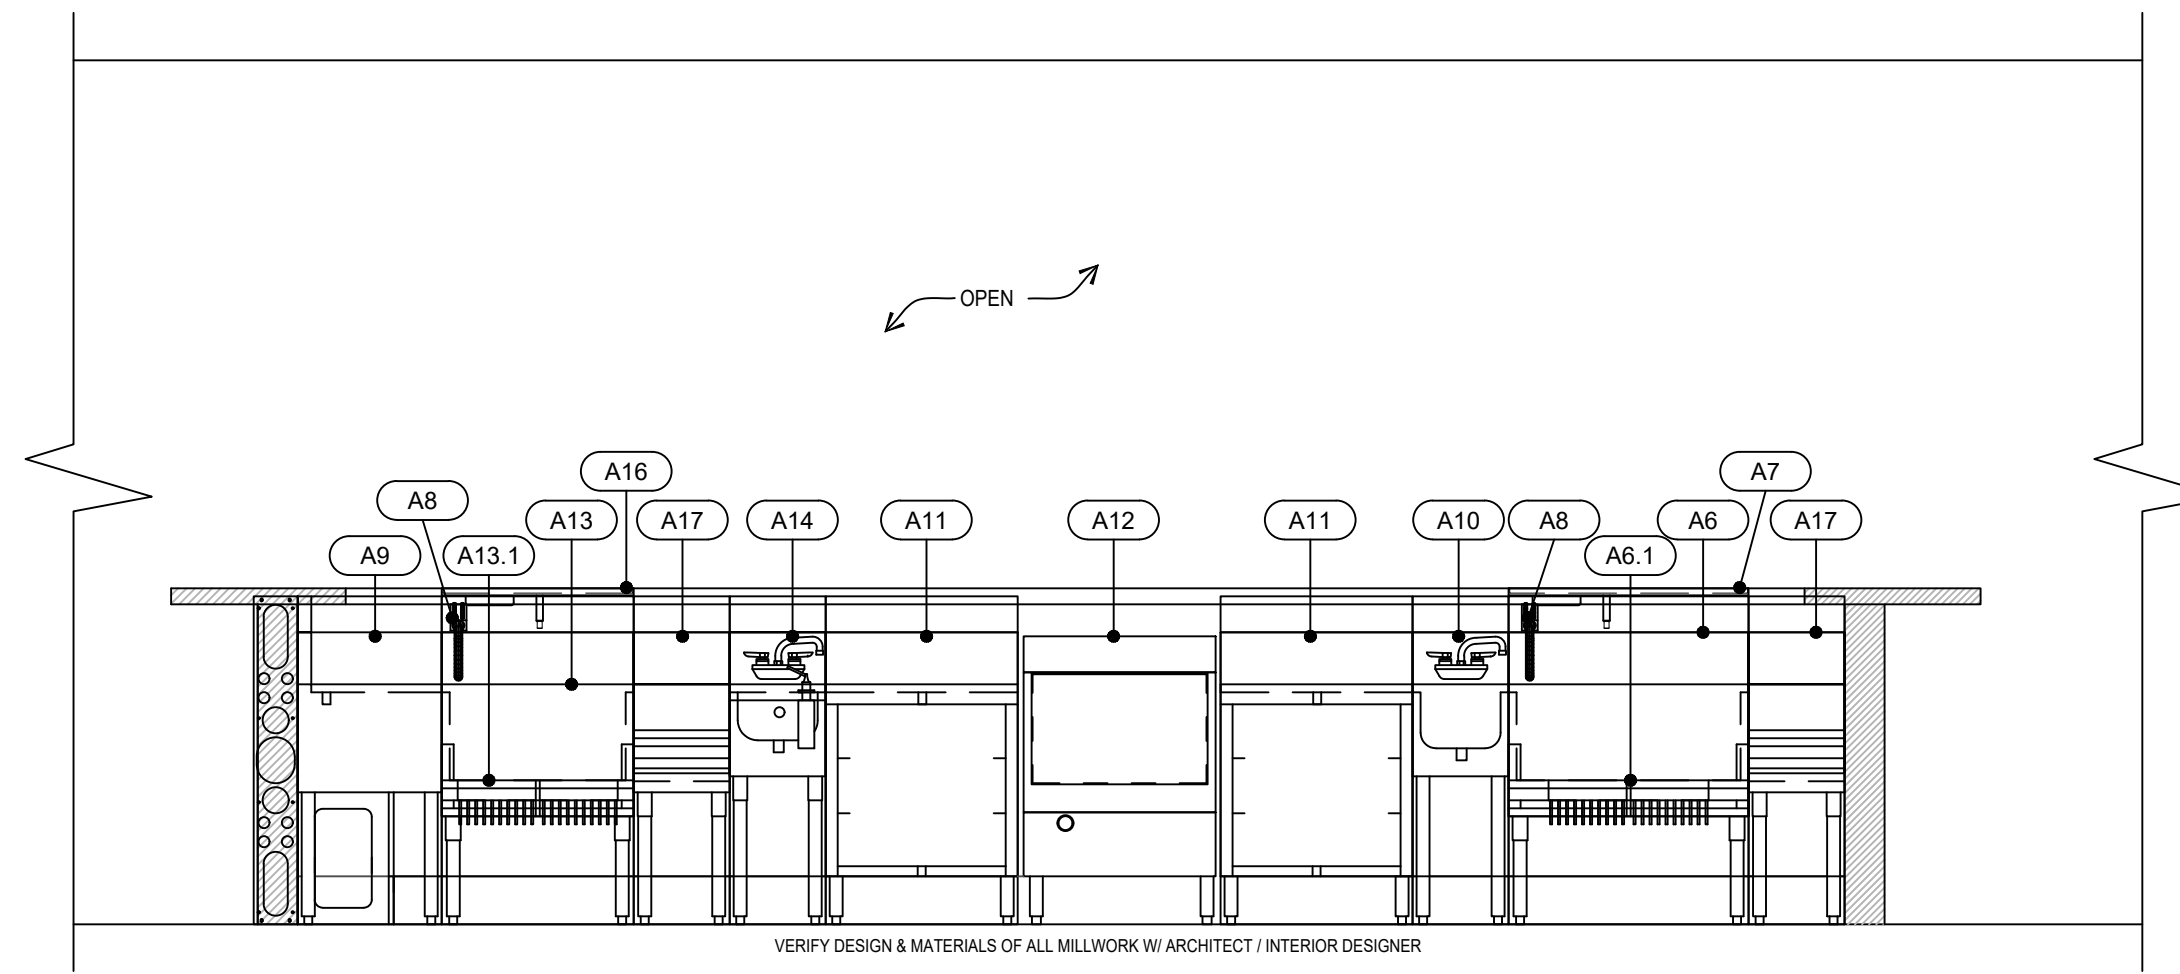 OPEN
A16
A7
A8
A13
A17
A14
A11
A12
A11
A10
A8
A6
A17
A9
A13.1
A6.1
VERIFY DESIGN & MATERIALS OF ALL MILLWORK W/ ARCHITECT / INTERIOR DESIGNER